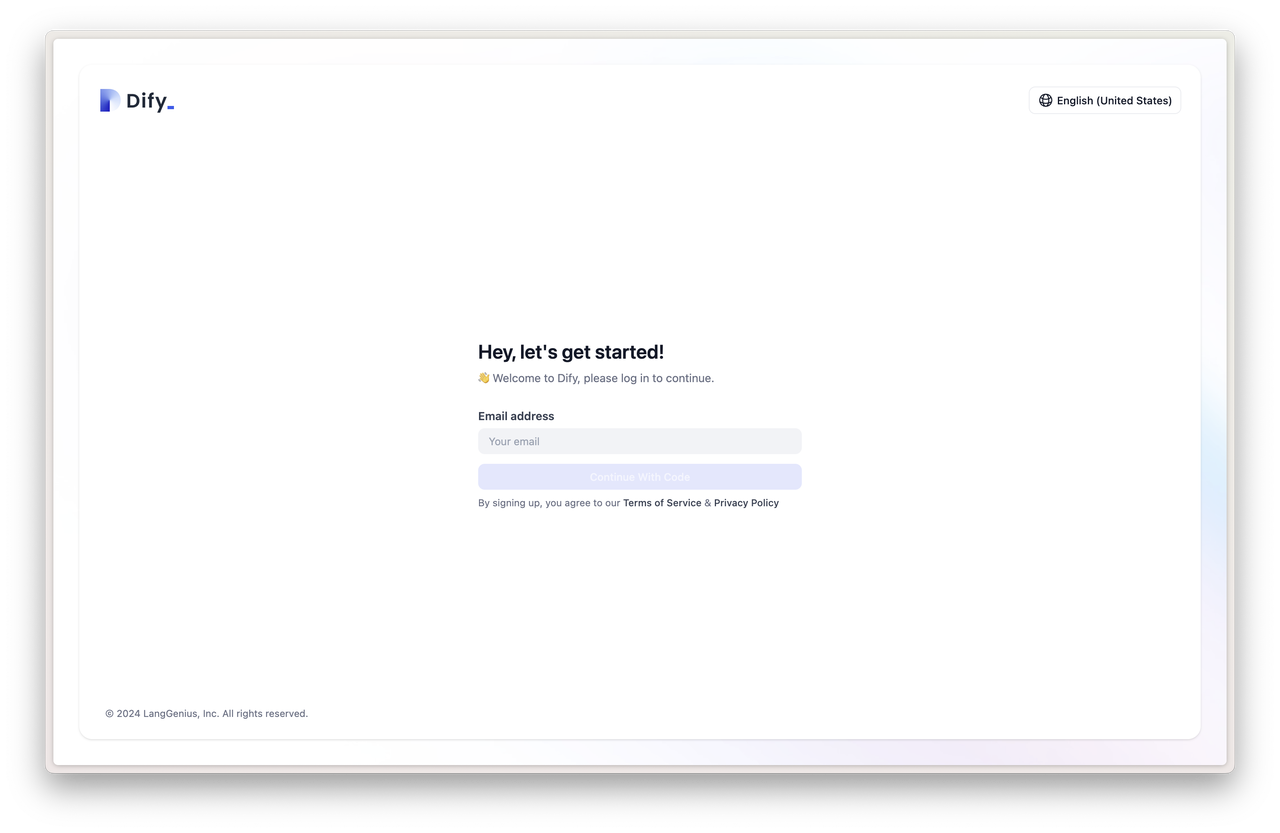 Dify_
English (United States)
Hey, let's get started!
👋 Welcome to Dify, please log in to continue.
Email address
Your email
Continue With Code
By signing up, you agree to our Terms of Service & Privacy Policy
© 2024 LangGenius, Inc. All rights reserved.